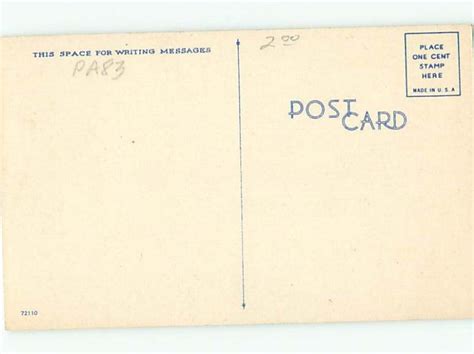 THIS SPACE FOR WRITING MESSAGES
PA83
2.00
PLACE
ONE CENT
STAMP
HERE
MADE IN U.S.A
POST
CARD
72110